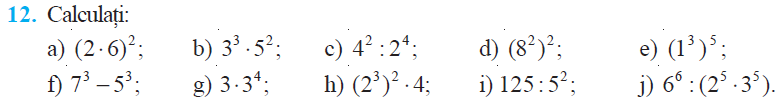 12. Calculați:
a) (2·6)²; b) 3³·5²; c) 4² : 2⁴; d) (8²)²; e) (1³)⁵;
f) 7³ – 5³; g) 3·3⁴; h) (2³)²·4; i) 125 : 5²; j) 6⁶ : (2⁵·3⁵).